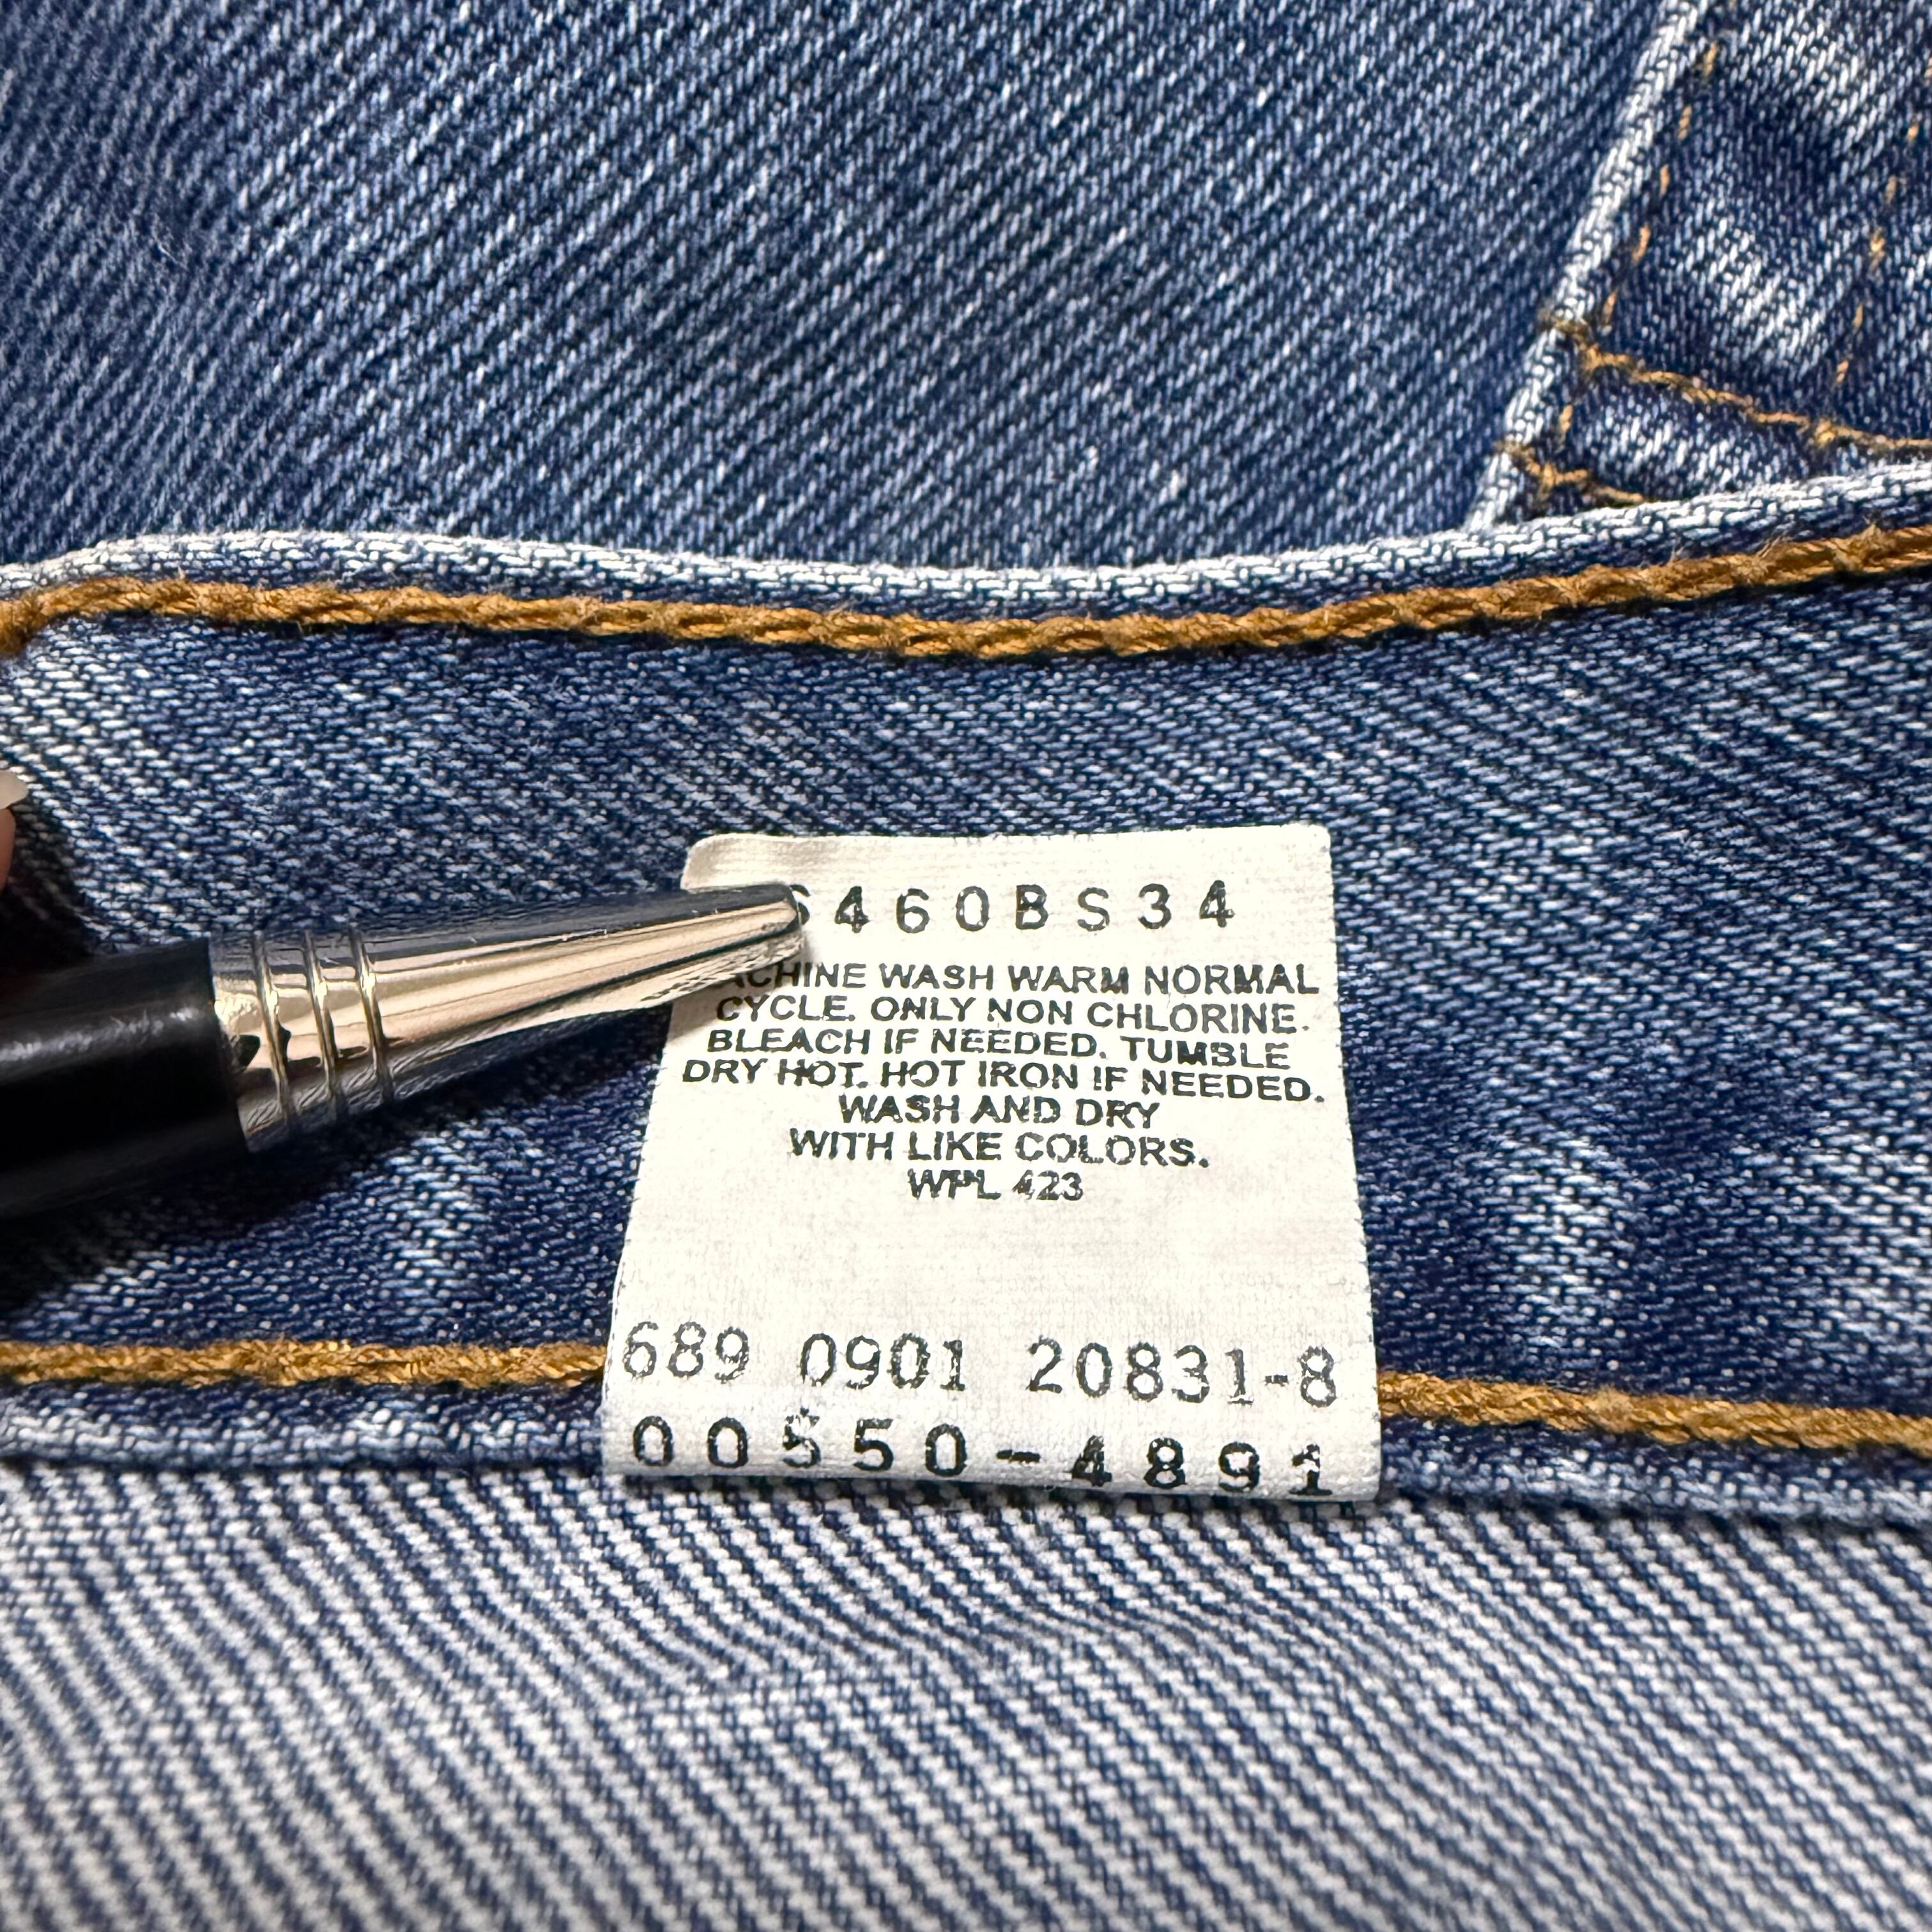 S460BS34
MACHINE WASH WARM NORMAL
CYCLE. ONLY NON CHLORINE.
BLEACH IF NEEDED. TUMBLE
DRY HOT. HOT IRON IF NEEDED.
WASH AND DRY
WITH LIKE COLORS.
WPL 423
689 0901 20831-8
00550-4891